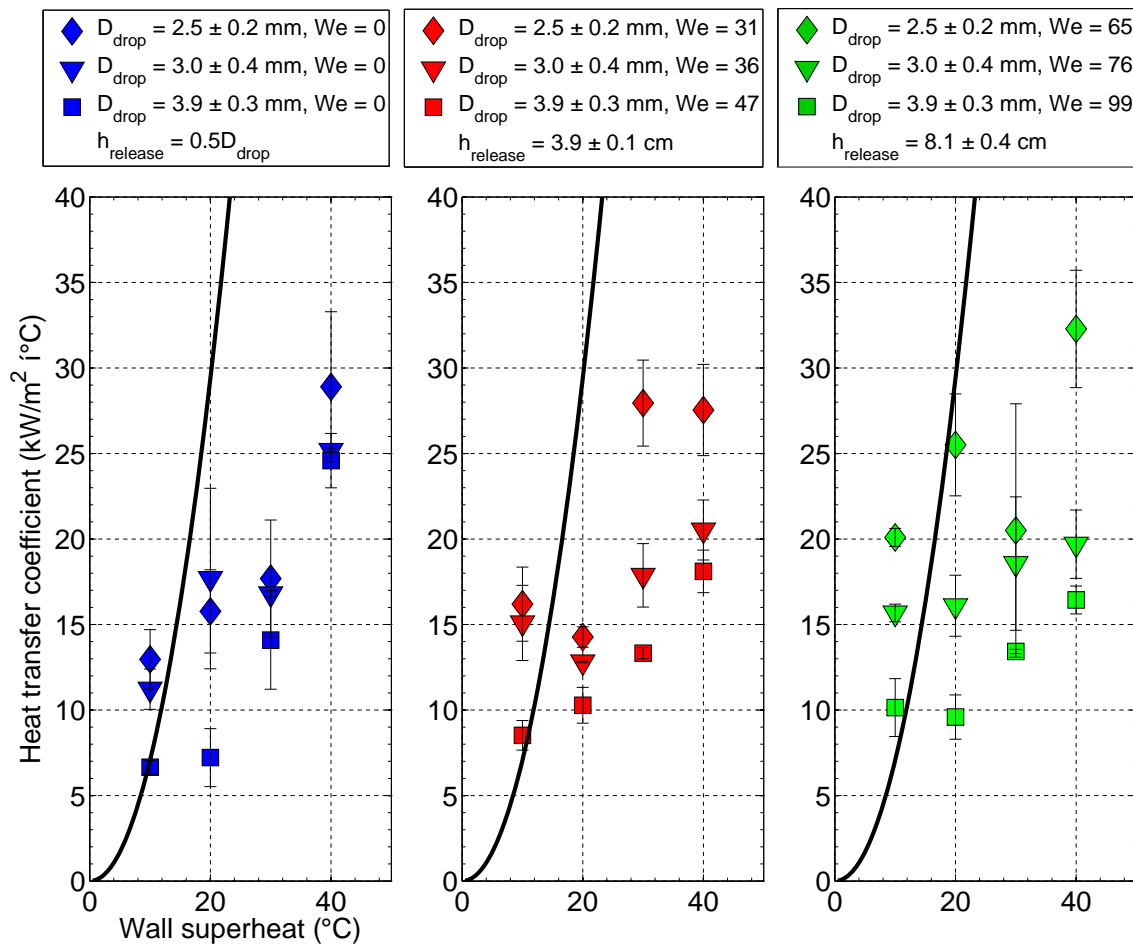 D_drop = 2.5 ± 0.2 mm, We = 0
D_drop = 3.0 ± 0.4 mm, We = 0
D_drop = 3.9 ± 0.3 mm, We = 0
h_release = 0.5D_drop
D_drop = 2.5 ± 0.2 mm, We = 31
D_drop = 3.0 ± 0.4 mm, We = 36
D_drop = 3.9 ± 0.3 mm, We = 47
h_release = 3.9 ± 0.1 cm
D_drop = 2.5 ± 0.2 mm, We = 65
D_drop = 3.0 ± 0.4 mm, We = 76
D_drop = 3.9 ± 0.3 mm, We = 99
h_release = 8.1 ± 0.4 cm
Heat transfer coefficient (kW/m² í°C)
40
35
30
25
20
15
10
5
0
0 20 40
Wall superheat (°C)
40
35
30
25
20
15
10
5
0
0 20 40
40
35
30
25
20
15
10
5
0
0 20 40